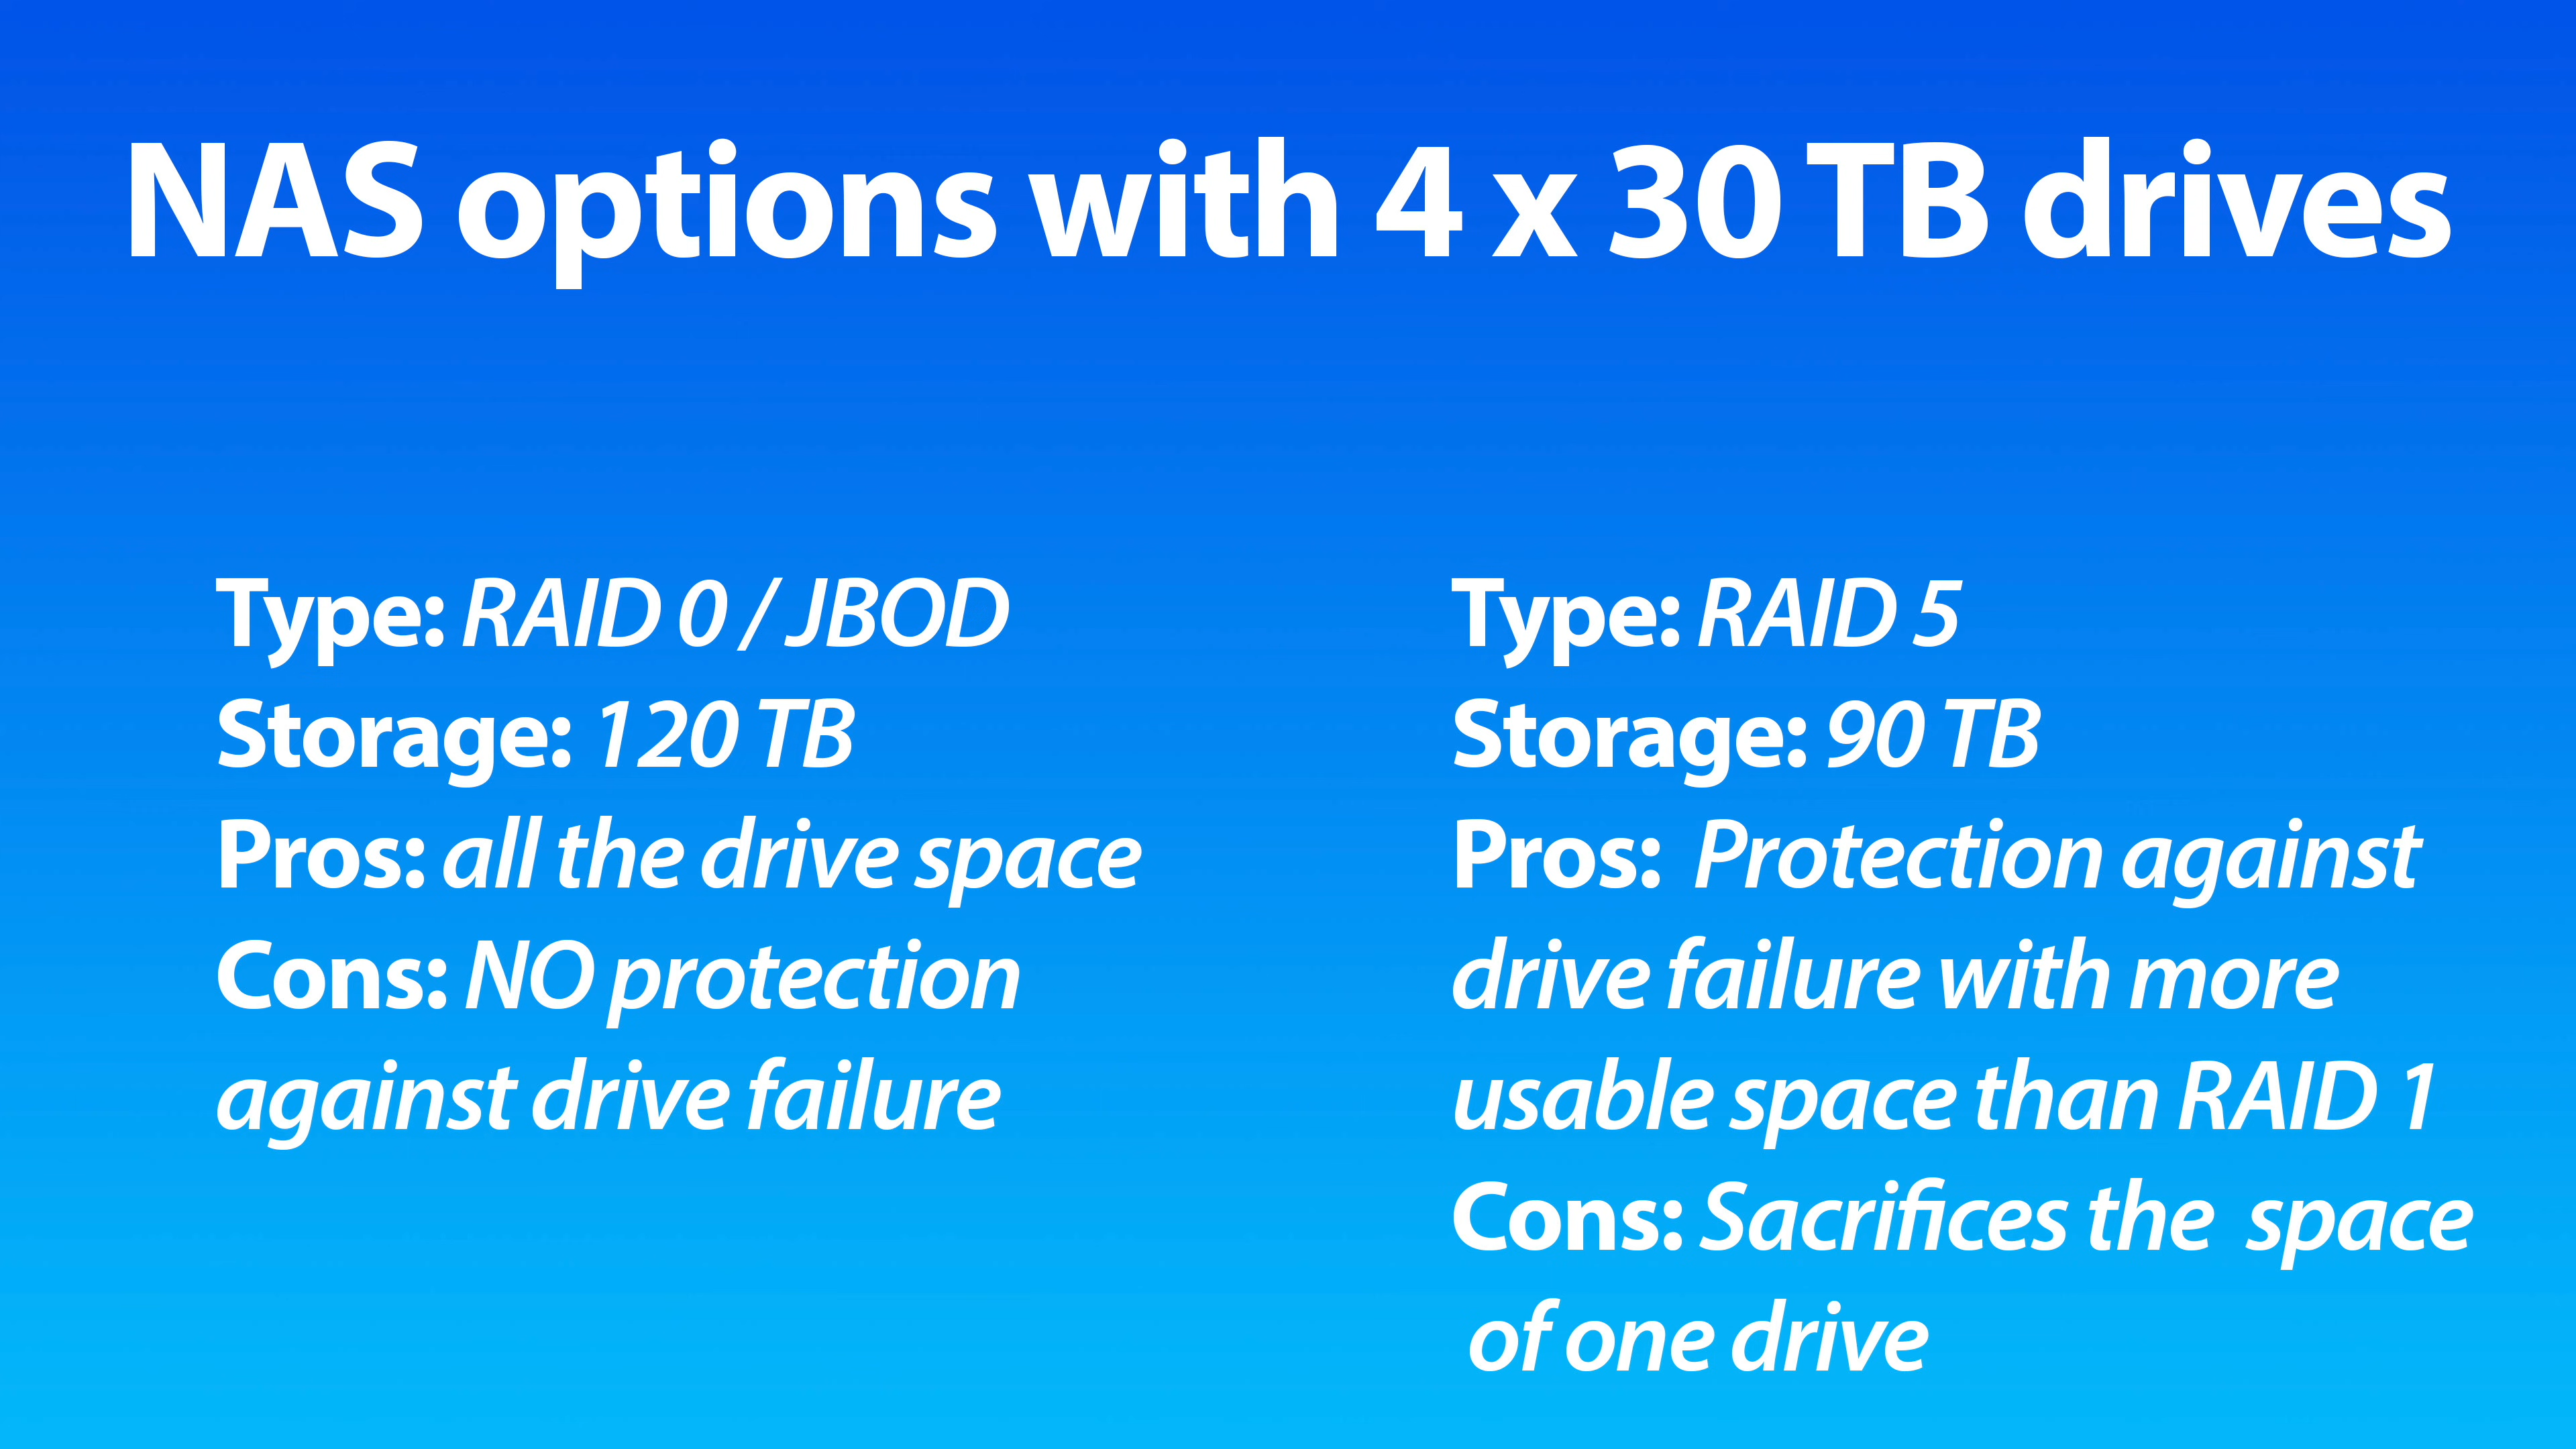 NAS options with 4 x 30 TB drives
Type: RAID 0 / JBOD
Storage: 120 TB
Pros: all the drive space
Cons: NO protection
against drive failure
Type: RAID 5
Storage: 90 TB
Pros: Protection against
drive failure with more
usable space than RAID 1
Cons: Sacrifices the space
of one drive